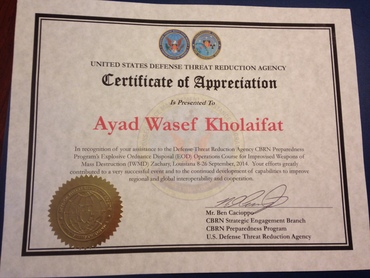 UNITED STATES DEFENSE THREAT REDUCTION AGENCY
Certificate of Appreciation
Is Presented To
Ayad Wasef Kholaifat
In recognition of your assistance to the Defense Threat Reduction Agency CBRN Preparedness
Program's Explosive Ordnance Disposal (EOD) Operations Course for Improvised Weapons of
Mass Destruction (IWMD) Zachary, Louisiana 8-26 September, 2014. Your efforts greatly
contributed to a very successful event and to the continued development of capabilities to improve
regional and global interoperability and cooperation.
Mr. Ben Cacioppo
CBRN Strategic Engagement Branch
CBRN Preparedness Program
U.S. Defense Threat Reduction Agency